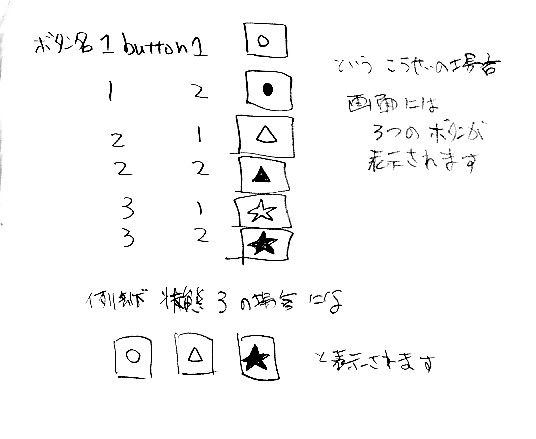 ボタン名1 button1 ○
1 2 ●
2 1 △
2 2 ▲
3 1 ☆
3 2 ★
という こうせいの場合
画面には
3つの ボタンが
表示されます
例えば 状態 3 の場合 には
○ △ ★ と表示されます